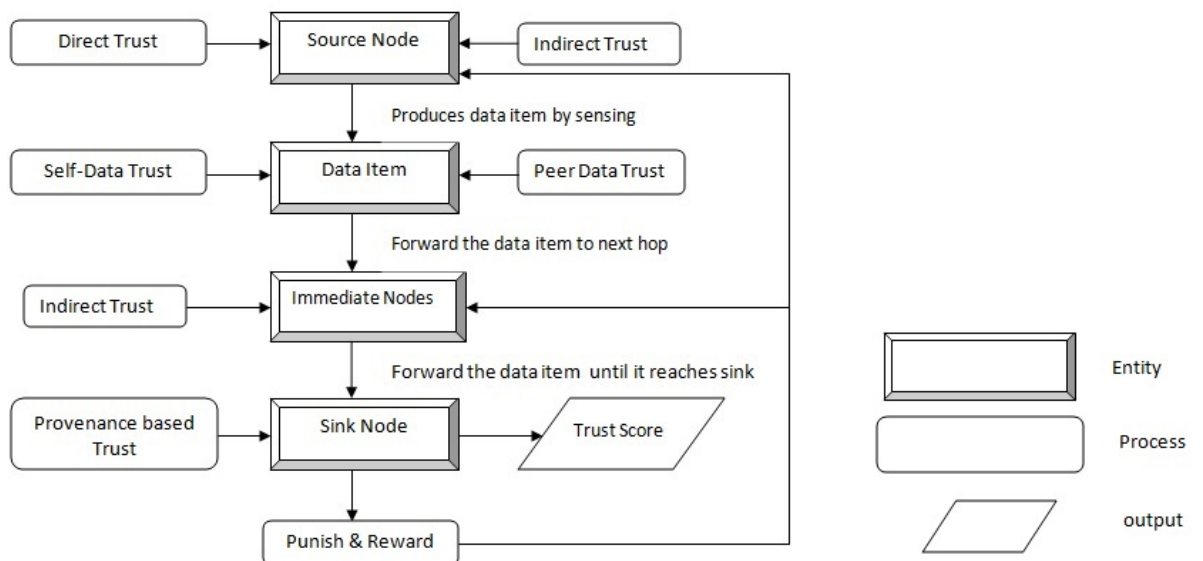 Direct Trust
Source Node
Indirect Trust
Produces data item by sensing
Self-Data Trust
Data Item
Peer Data Trust
Forward the data item to next hop
Indirect Trust
Immediate Nodes
Forward the data item until it reaches sink
Provenance based
Trust
Sink Node
Trust Score
Punish & Reward
Entity
Process
output